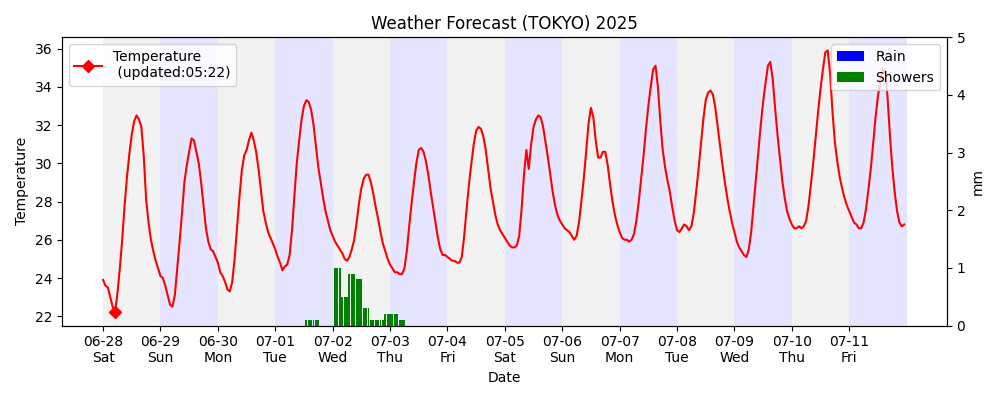 Weather Forecast (TOKYO) 2025
Temperature
(updated:05:22)
Rain
Showers
Temperature
36
34
32
30
28
26
24
22
5
4
3
2
1
0
mm
06-28 06-29 06-30 07-01 07-02 07-03 07-04 07-05 07-06 07-07 07-08 07-09 07-10 07-11
Sat Sun Mon Tue Wed Thu Fri Sat Sun Mon Tue Wed Thu Fri
Date